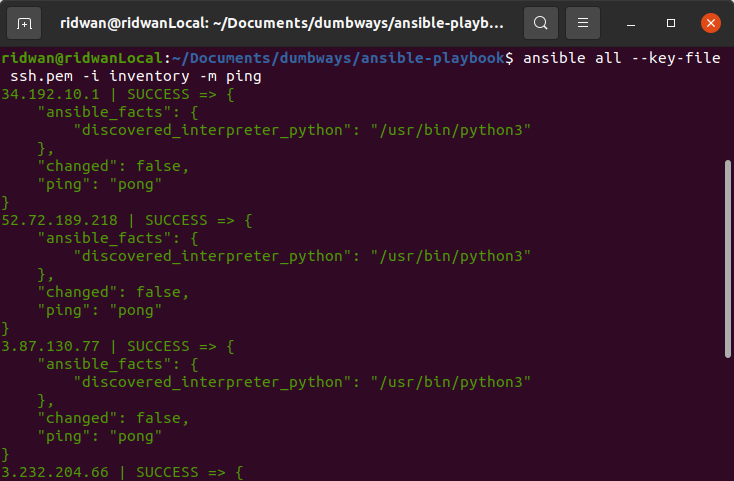 ridwan@ridwanLocal: ~/Documents/dumbways/ansible-playb...
ridwan@ridwanLocal:~/Documents/dumbways/ansible-playbook$ ansible all --key-file
 ssh.pem -i inventory -m ping
34.192.10.1 | SUCCESS => {
    "ansible_facts": {
        "discovered_interpreter_python": "/usr/bin/python3"
    },
    "changed": false,
    "ping": "pong"
}
52.72.189.218 | SUCCESS => {
    "ansible_facts": {
        "discovered_interpreter_python": "/usr/bin/python3"
    },
    "changed": false,
    "ping": "pong"
}
3.87.130.77 | SUCCESS => {
    "ansible_facts": {
        "discovered_interpreter_python": "/usr/bin/python3"
    },
    "changed": false,
    "ping": "pong"
}
3.232.204.66 | SUCCESS => {